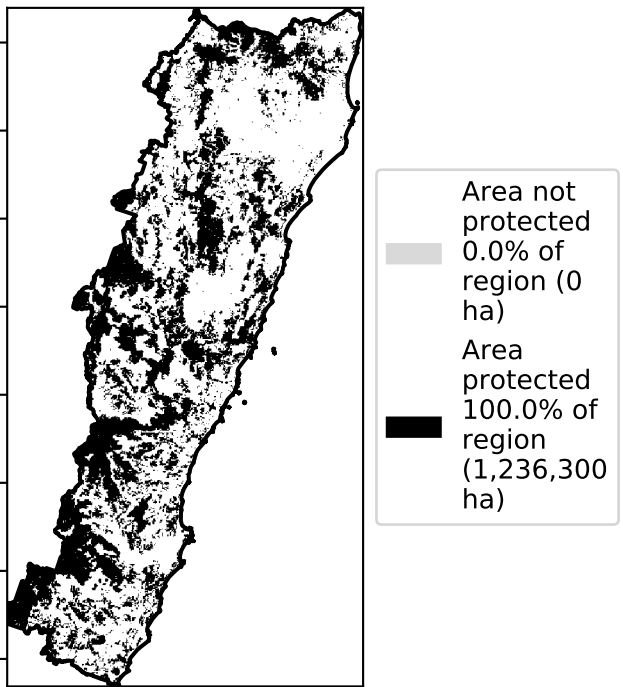 Area not
protected
0.0% of
region (0
ha)
Area
protected
100.0% of
region
(1,236,300
ha)